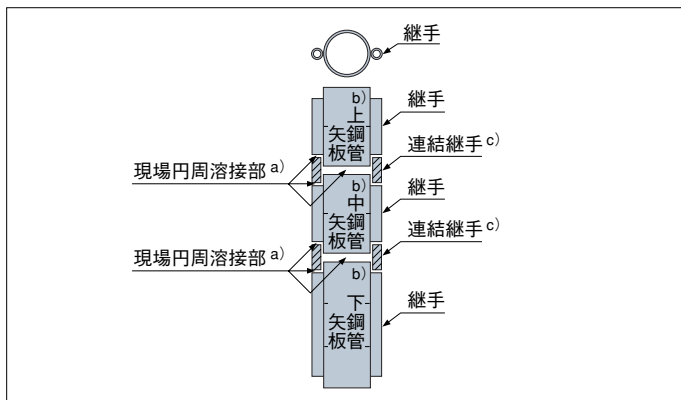 継手
b)
上
鋼管
矢板
継手
現場円周溶接部 a)
連結継手 c)
b)
中
鋼管
矢板
継手
現場円周溶接部 a)
連結継手 c)
b)
下
鋼管
矢板
継手